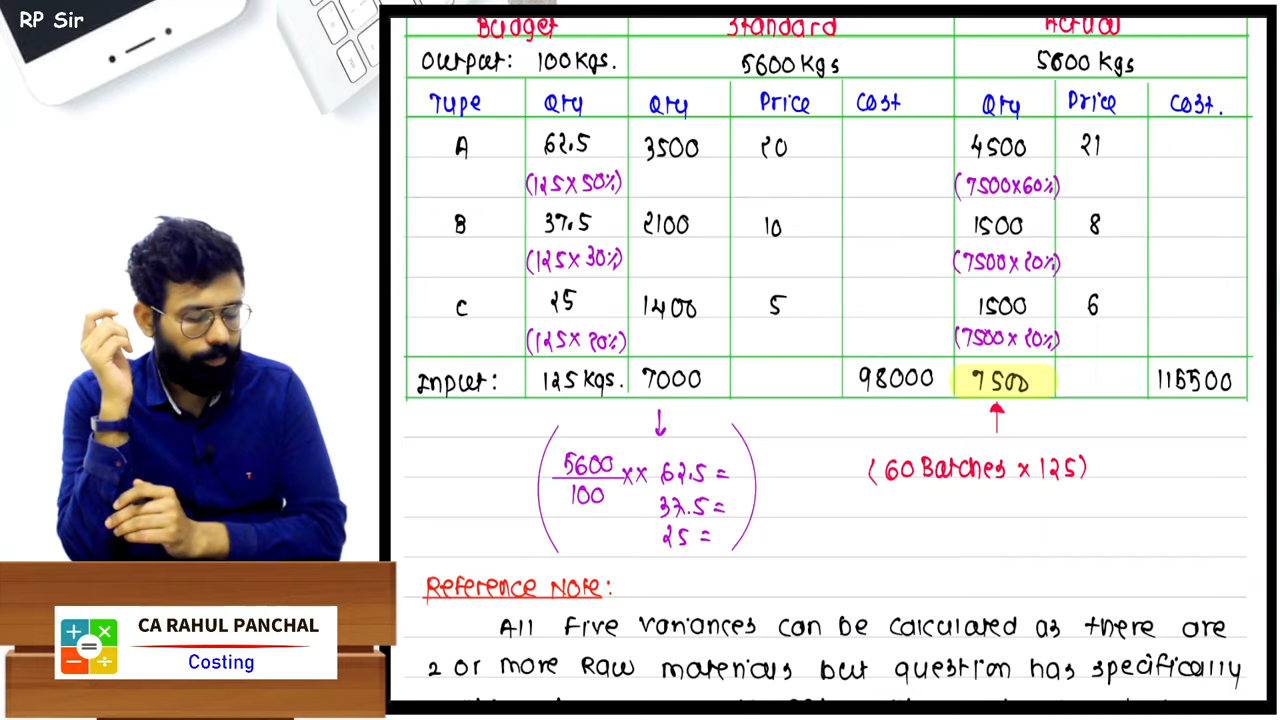 RP Sir
Budget Standard Actual
Output: 100 Kgs. 5600 Kgs 5600 Kgs
Type Qty Qty Price Cost Qty Price Cost.
A 62.5 3500 20 4500 21
(125 x 50%) (7500 x 60%)
B 37.5 2100 10 1500 8
(125 x 30%) (7500 x 20%)
C 25 1400 5 1500 6
(125 x 20%) (7500 x 20%)
Input: 125 Kgs. 7000 98000 7500 115500
5600 x x 62.5 =
100
37.5 =
25 =
(60 Batches x 125)
Reference Note:
All Five Variances can be calculated as there are
2 or more Raw materials but question has specifically
CA RAHUL PANCHAL
Costing